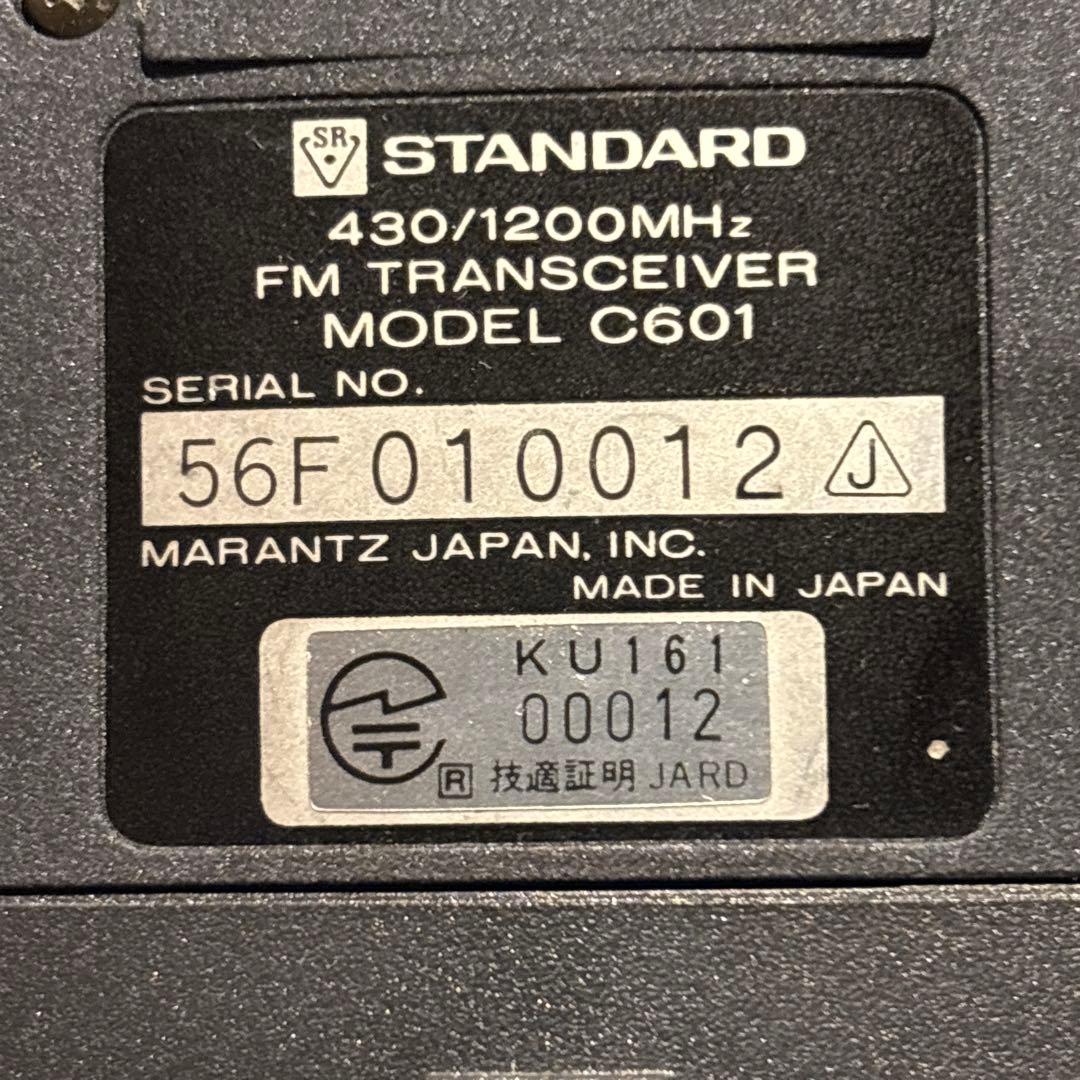 SR STANDARD
430/1200MHz
FM TRANSCEIVER
MODEL C601
SERIAL NO.
56F 010012 J
MARANTZ JAPAN, INC.
MADE IN JAPAN
KU161
00012
R 技適証明 JARD